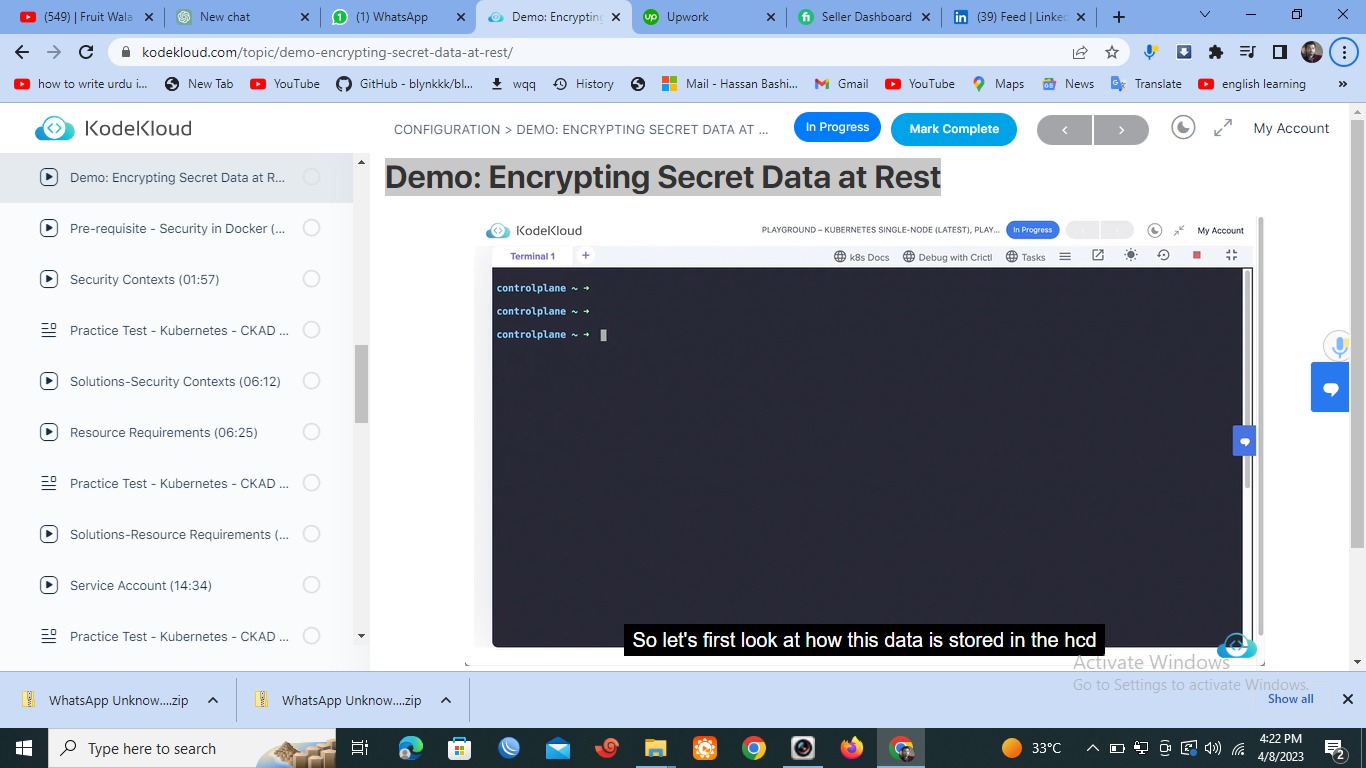 (549) | Fruit Wala
New chat
(1) WhatsApp
Demo: Encrypting
Upwork
Seller Dashboard
(39) Feed | Linked
kodekloud.com/topic/demo-encrypting-secret-data-at-rest/
how to write urdu i...
New Tab
YouTube
GitHub - blynkkk/bl...
wqq
History
Mail - Hassan Bashi...
Gmail
YouTube
Maps
News
Translate
english learning
KodeKloud
CONFIGURATION > DEMO: ENCRYPTING SECRET DATA AT ...
In Progress
Mark Complete
My Account
Demo: Encrypting Secret Data at R...
Pre-requisite - Security in Docker (...
Security Contexts (01:57)
Practice Test - Kubernetes - CKAD ...
Solutions-Security Contexts (06:12)
Resource Requirements (06:25)
Practice Test - Kubernetes - CKAD ...
Solutions-Resource Requirements (...
Service Account (14:34)
Practice Test - Kubernetes - CKAD ...
Demo: Encrypting Secret Data at Rest
KodeKloud
PLAYGROUND – KUBERNETES SINGLE-NODE (LATEST), PLAY...
In Progress
My Account
Terminal 1 +
k8s Docs
Debug with Crictl
Tasks
controlplane ~ ➜
controlplane ~ ➜
controlplane ~ ➜
So let's first look at how this data is stored in the hcd
Activate Windows
Go to Settings to activate Windows.
WhatsApp Unknow....zip
WhatsApp Unknow....zip
Show all
Type here to search
33°C
4:22 PM
4/8/2023
2